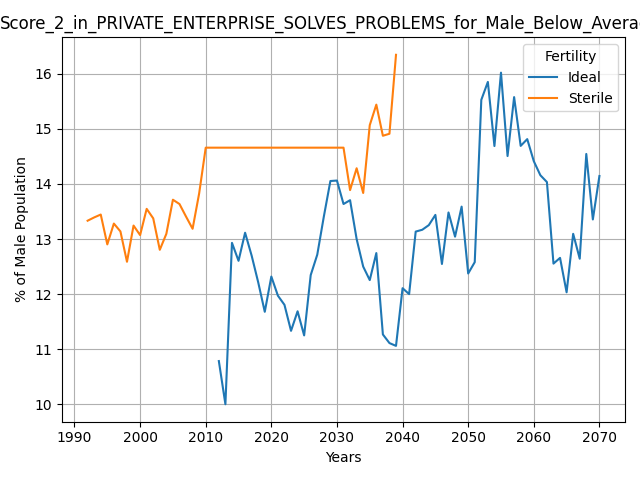 Score_2_in_PRIVATE_ENTERPRISE_SOLVES_PROBLEMS_for_Male_Below_Avera
Fertility
Ideal
Sterile
% of Male Population
16
15
14
13
12
11
10
1990 2000 2010 2020 2030 2040 2050 2060 2070
Years